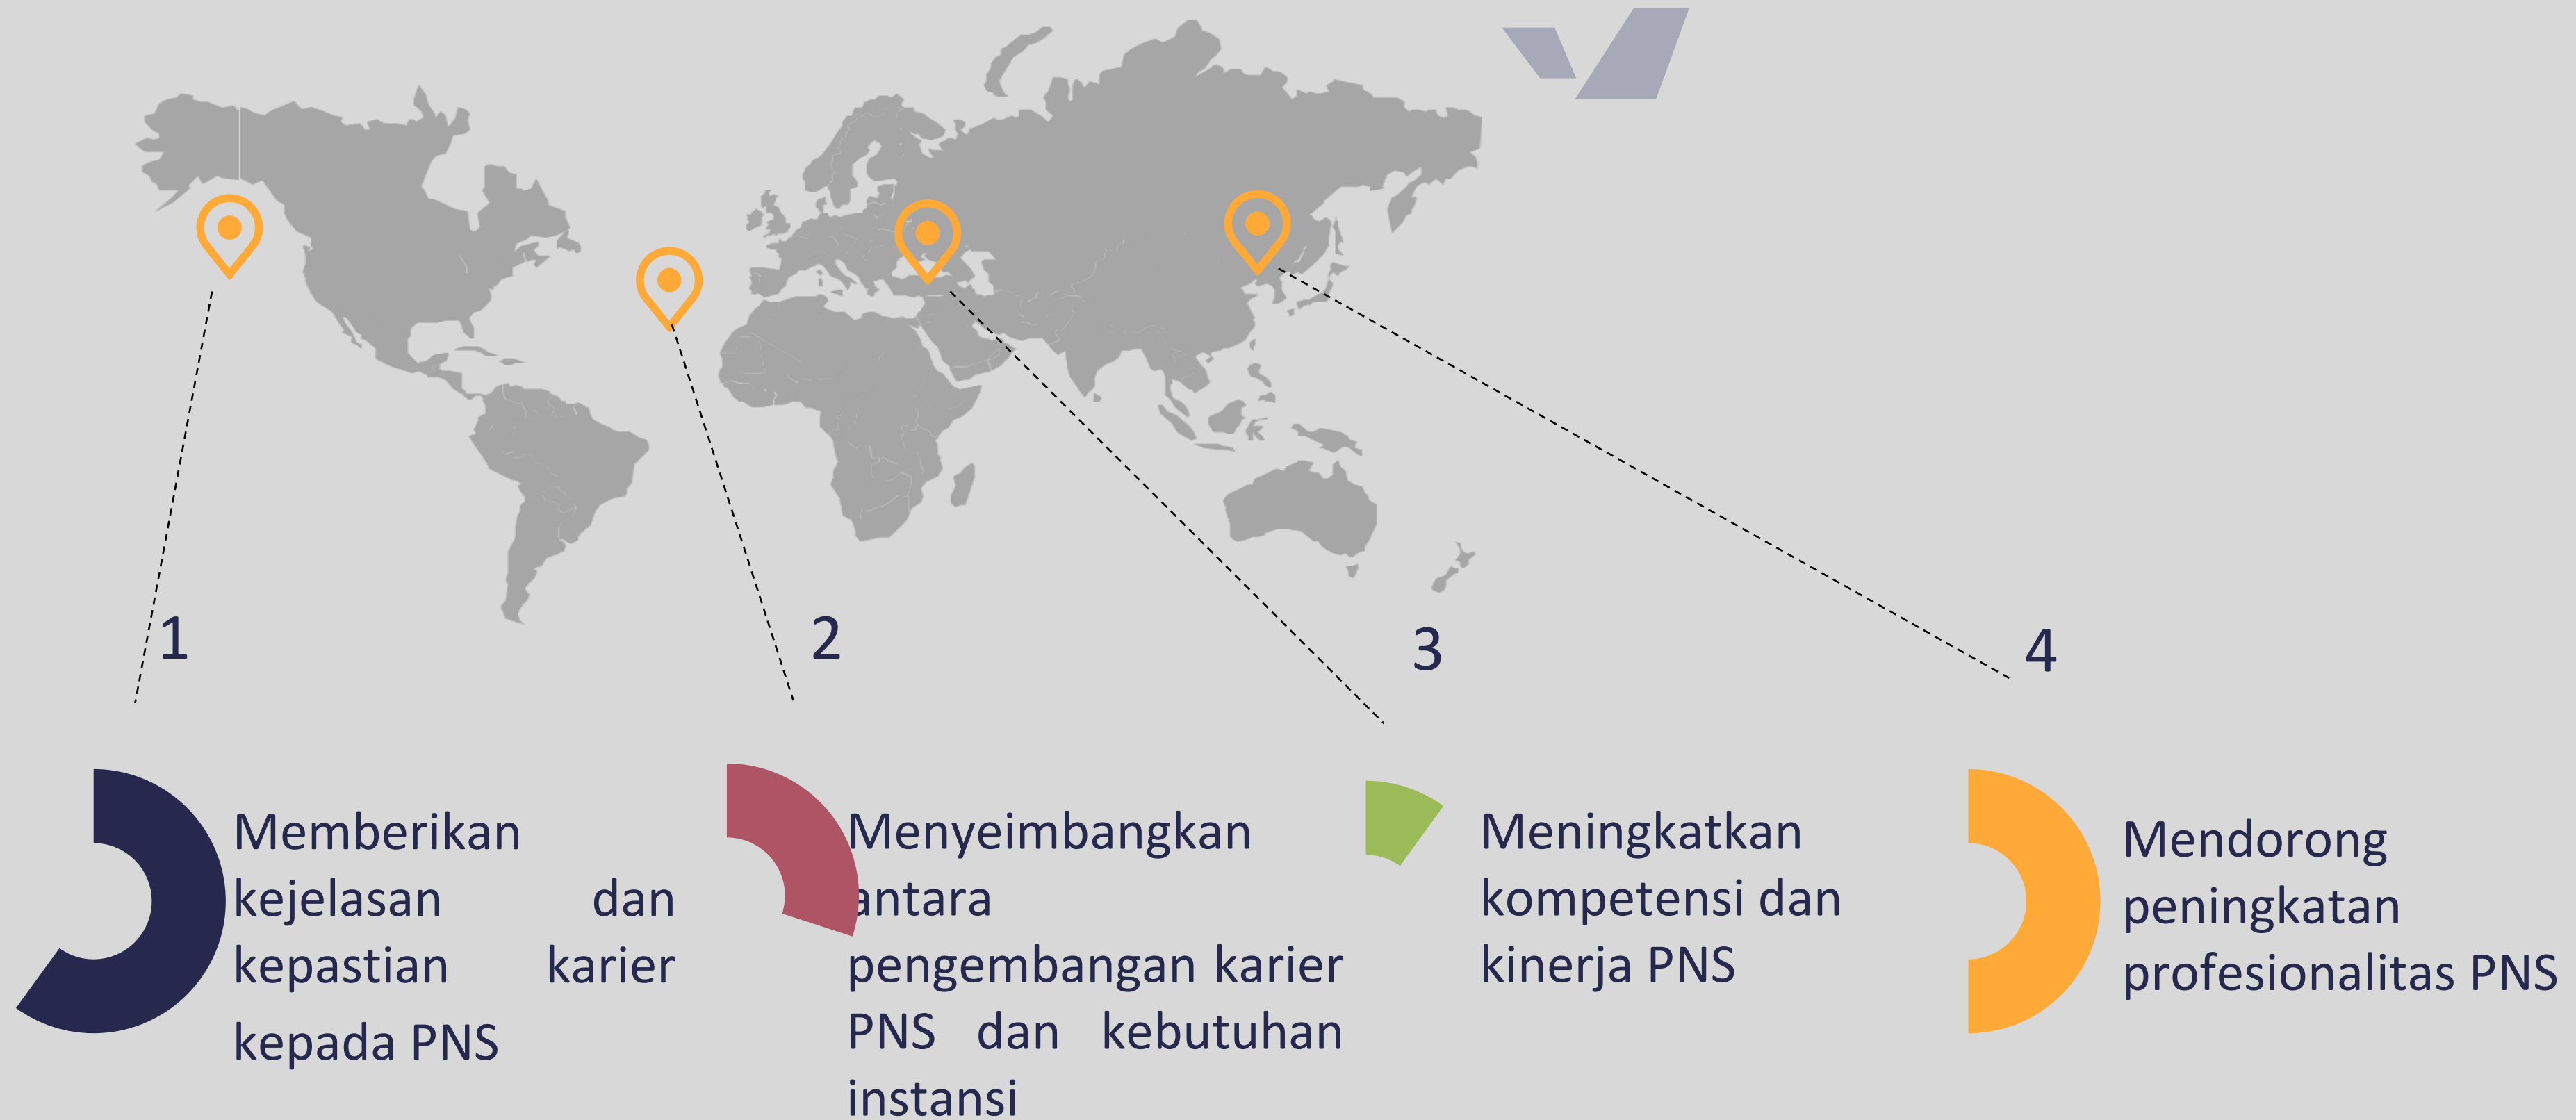 1
2
3
4
Memberikan
kejelasan dan
kepastian karier
kepada PNS
Menyeimbangkan
antara
pengembangan karier
PNS dan kebutuhan
instansi
Meningkatkan
kompetensi dan
kinerja PNS
Mendorong
peningkatan
profesionalitas PNS